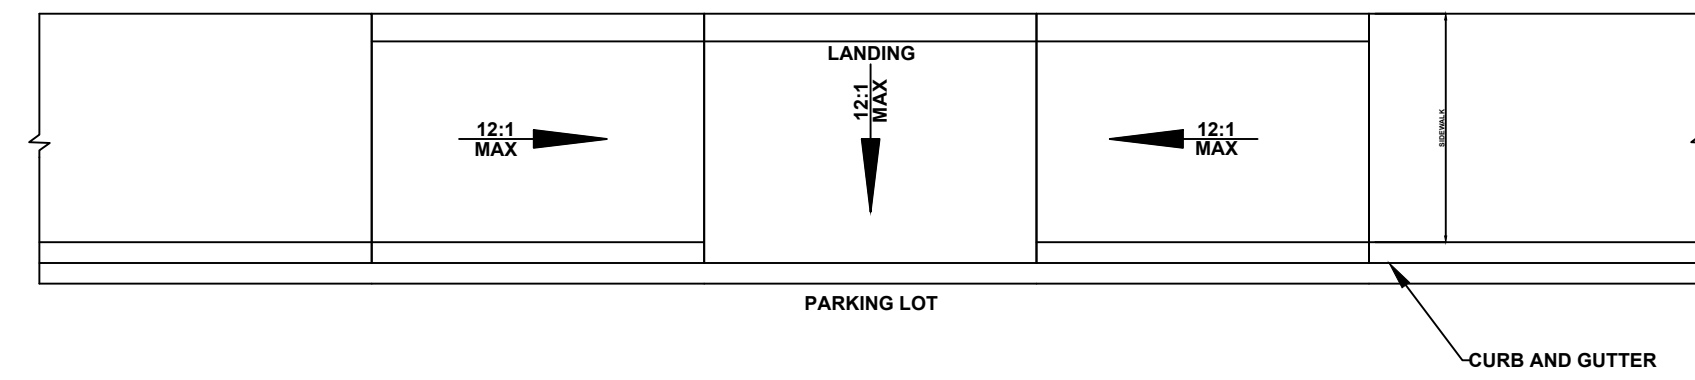 LANDING
12:1
MAX
12:1
MAX
12:1
MAX
SIDEWALK
PARKING LOT
CURB AND GUTTER